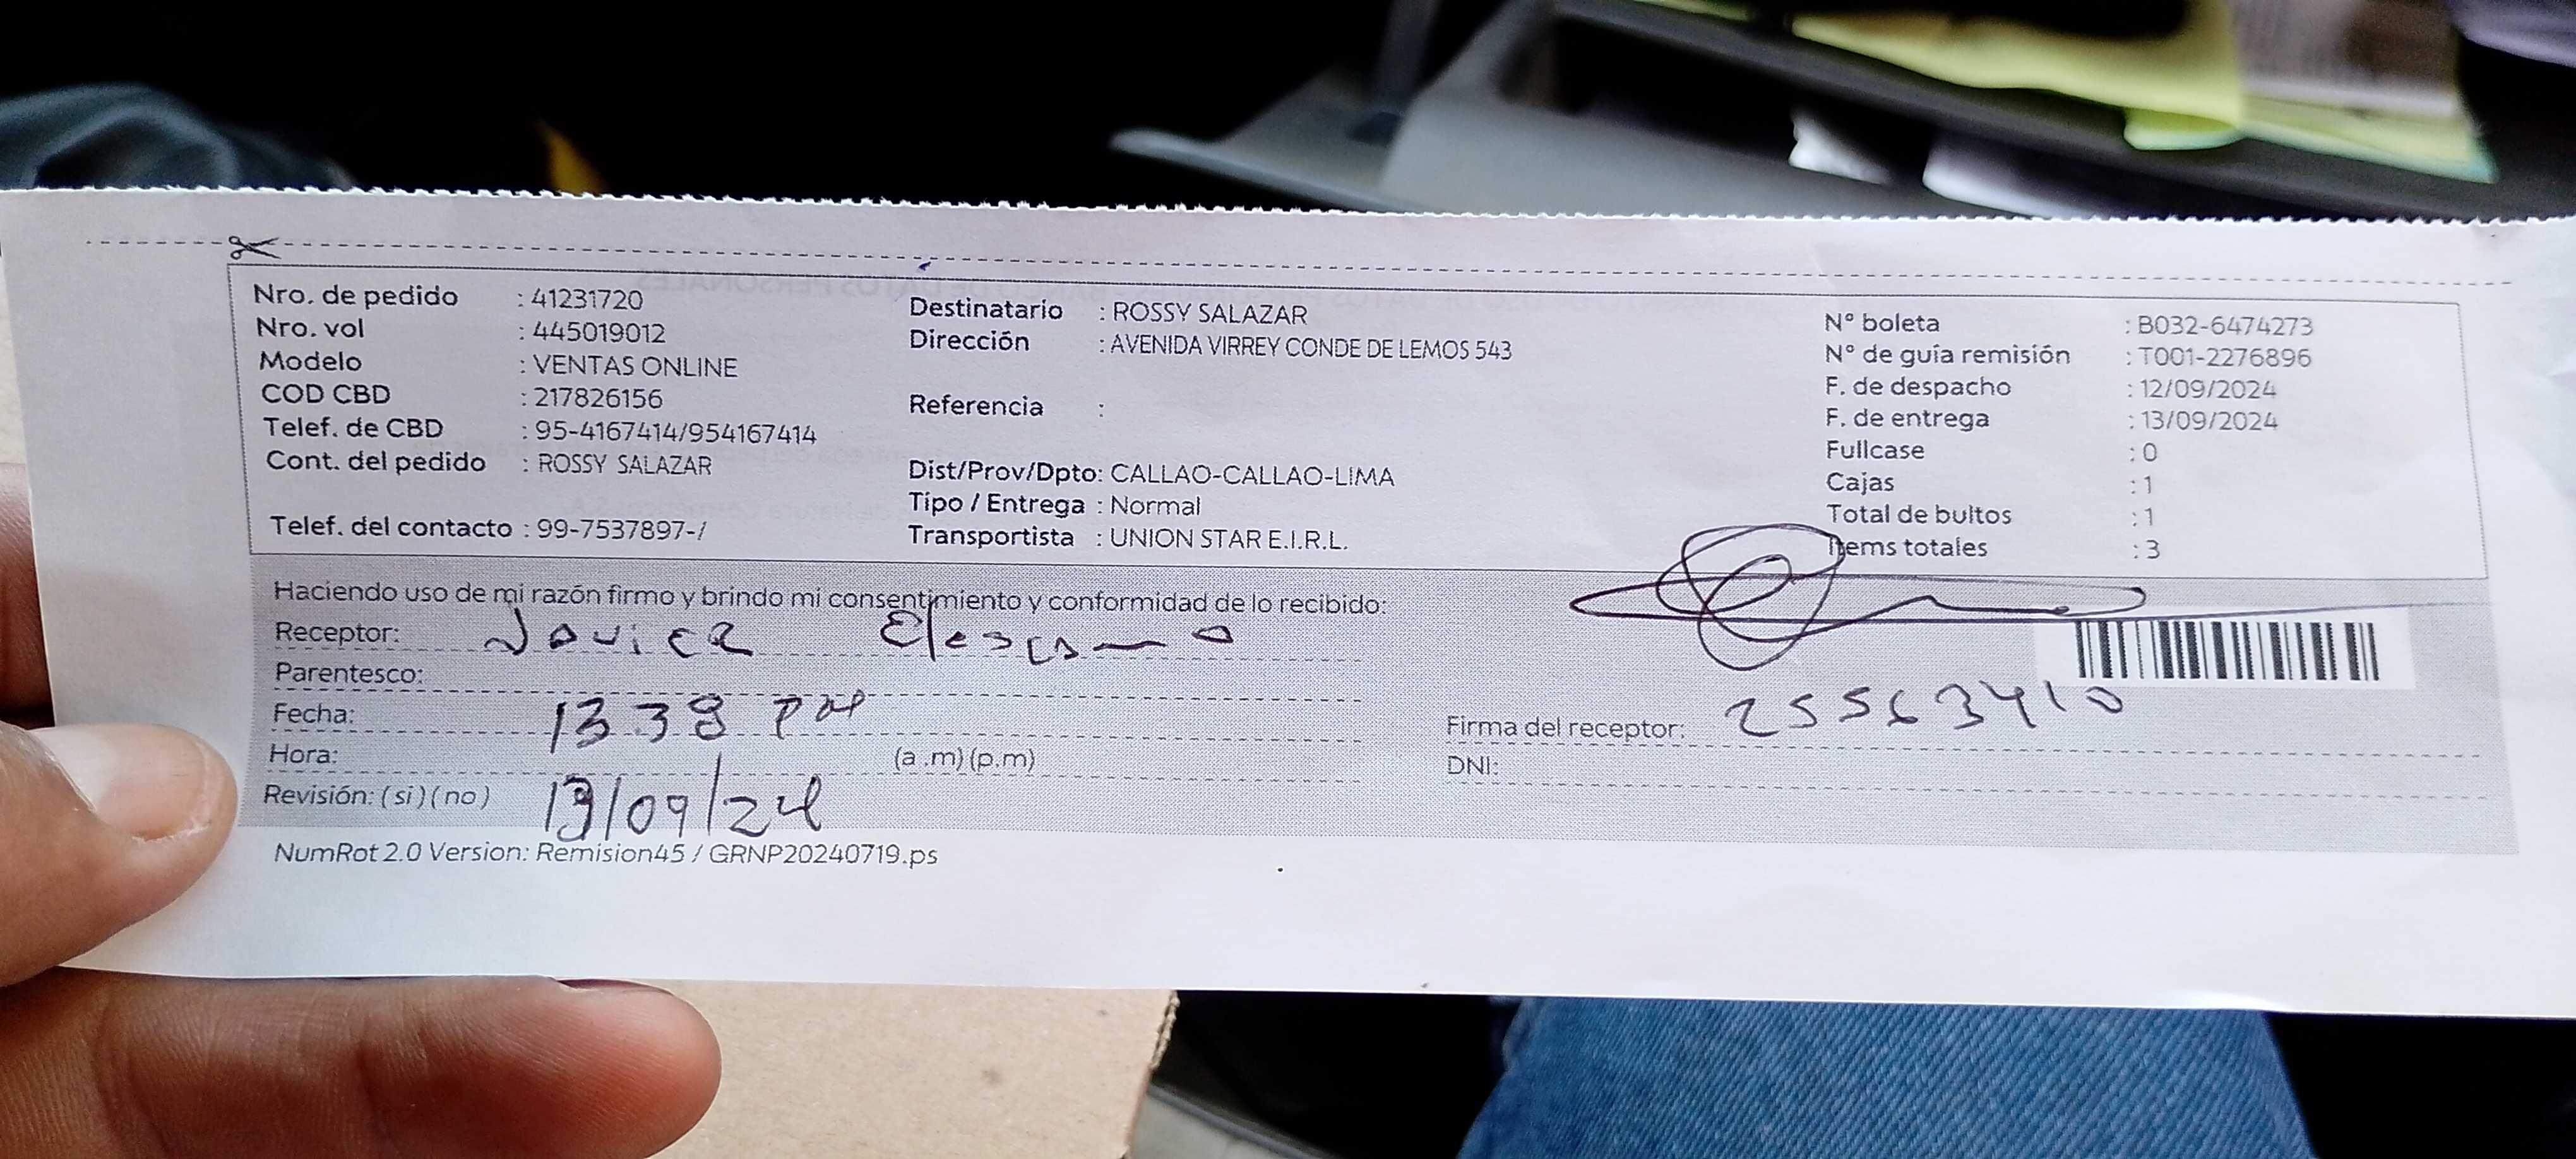 Nro. de pedido : 41231720
Nro. vol : 445019012
Modelo : VENTAS ONLINE
COD CBD : 217826156
Telef. de CBD : 95-4167414/954167414
Cont. del pedido : ROSSY SALAZAR
Telef. del contacto : 99-7537897-/
Destinatario : ROSSY SALAZAR
Dirección : AVENIDA VIRREY CONDE DE LEMOS 543
Referencia :
Dist/Prov/Dpto: CALLAO-CALLAO-LIMA
Tipo / Entrega : Normal
Transportista : UNION STAR E.I.R.L.
N° boleta : B032-6474273
N° de guía remisión : T001-2276896
F. de despacho : 12/09/2024
F. de entrega : 13/09/2024
Fullcase : 0
Cajas : 1
Total de bultos : 1
Items totales : 3
Haciendo uso de mi razón firmo y brindo mi consentimiento y conformidad de lo recibido:
Receptor: Javier
Parentesco:
Fecha: 13 38 PM
Hora: (a .m) (p.m)
Revisión: ( si ) ( no ) 13/09/24
Firma del receptor: 25563410
DNI:
NumRot 2.0 Version: Remision45 / GRNP20240719.ps